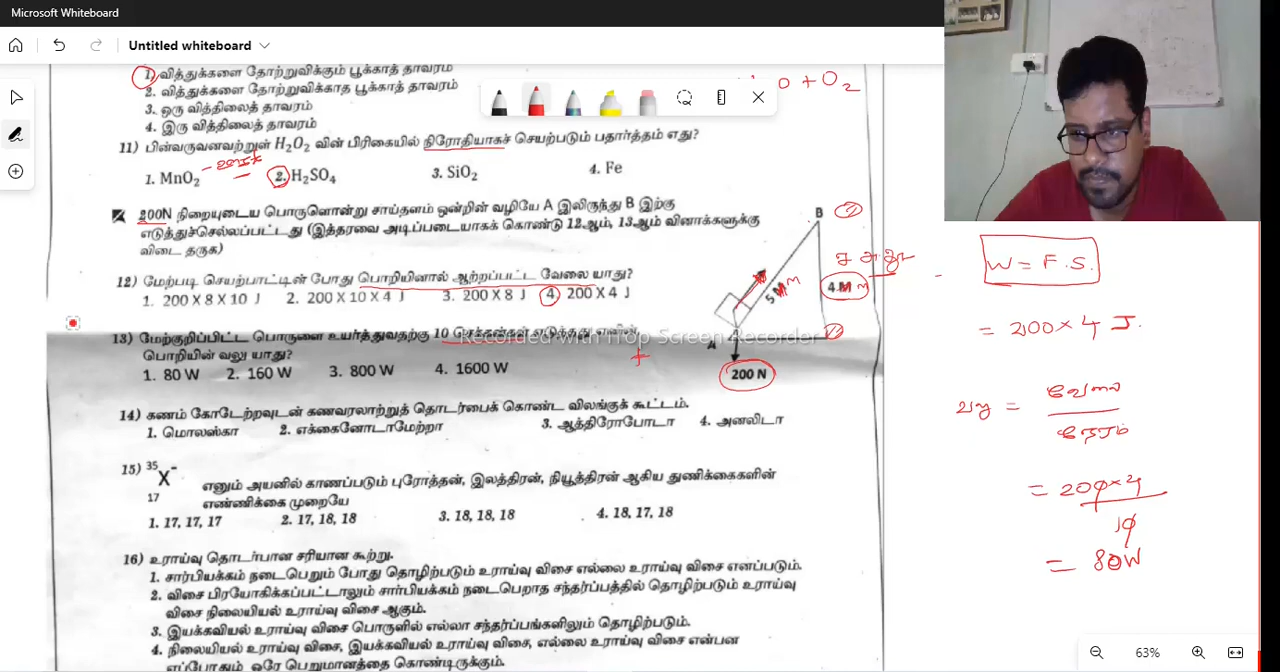 Microsoft Whiteboard
Untitled whiteboard
1. வித்துக்களை தோற்றுவிக்கும் பூக்காத் தாவரம்
2. வித்துக்களை தோற்றுவிக்காத பூக்காத் தாவரம்
3. ஒரு வித்திலைத் தாவரம்
4. இரு வித்திலைத் தாவரம்
O + O₂
11) பின்வருவனவற்றுள் H₂O₂ வின் பிரிகையில் நிரோதியாகச் செயற்படும் பதார்த்தம் எது?
1. MnO₂ 2. H₂SO₄ 3. SiO₂ 4. Fe
200N நிறையுடைய பொருளொன்று சாய்தளம் ஒன்றின் வழியே A இலிருந்து B இற்கு
எடுத்துச்செல்லப்பட்டது (இத்தரவை அடிப்படையாகக் கொண்டு 12ஆம், 13ஆம் வினாக்களுக்கு
விடை தருக)
12) மேற்படி செயற்பாட்டின் போது பொறியினால் ஆற்றப்பட்ட வேலை யாது?
1. 200 X 8 X 10 J 2. 200 X 10 X 4 J 3. 200 X 8 J 4. 200 X 4 J
B
5 m
4 m
A
200 N
13) மேற்குறிப்பிட்ட பொருளை உயர்த்துவதற்கு 10 செக்கன்கள் எடுத்தது எனின்,
பொறியின் வலு யாது?
1. 80 W 2. 160 W 3. 800 W 4. 1600 W
Recorded with iTop Screen Recorder
14) கணம் கோடேற்றவுடன் கணவரலாற்றுத் தொடர்பைக் கொண்ட விலங்குக் கூட்டம்.
1. மொலஸ்கா 2. எக்கைனோடாமேற்றா 3. ஆத்திரோபோடா 4. அனலிடா
15) ³⁵X⁻
17
எனும் அயனில் காணப்படும் புரோத்தன், இலத்திரன், நியூத்திரன் ஆகிய துணிக்கைகளின்
எண்ணிக்கை முறையே
1. 17, 17, 17 2. 17, 18, 18 3. 18, 18, 18 4. 18, 17, 18
16) உராய்வு தொடர்பான சரியான கூற்று.
1. சார்பியக்கம் நடைபெறும் போது தொழிற்படும் உராய்வு விசை எல்லை உராய்வு விசை எனப்படும்.
2. விசை பிரயோகிக்கப்பட்டாலும் சார்பியக்கம் நடைபெறாத சந்தர்ப்பத்தில் தொழிற்படும் உராய்வு
விசை நிலையியல் உராய்வு விசை ஆகும்.
3. இயக்கவியல் உராய்வு விசை பொருளில் எல்லா சந்தர்ப்பங்களிலும் தொழிற்படும்.
4. நிலையியல் உராய்வு விசை, இயக்கவியல் உராய்வு விசை, எல்லை உராய்வு விசை என்பன
எப்போதும் ஒரே பெறுமானத்தை கொண்டிருக்கும்.
W = F.S.
= 200 × 4 J.
வலு = வேலை
நேரம்
= 200 × 4
10
= 80W
63%